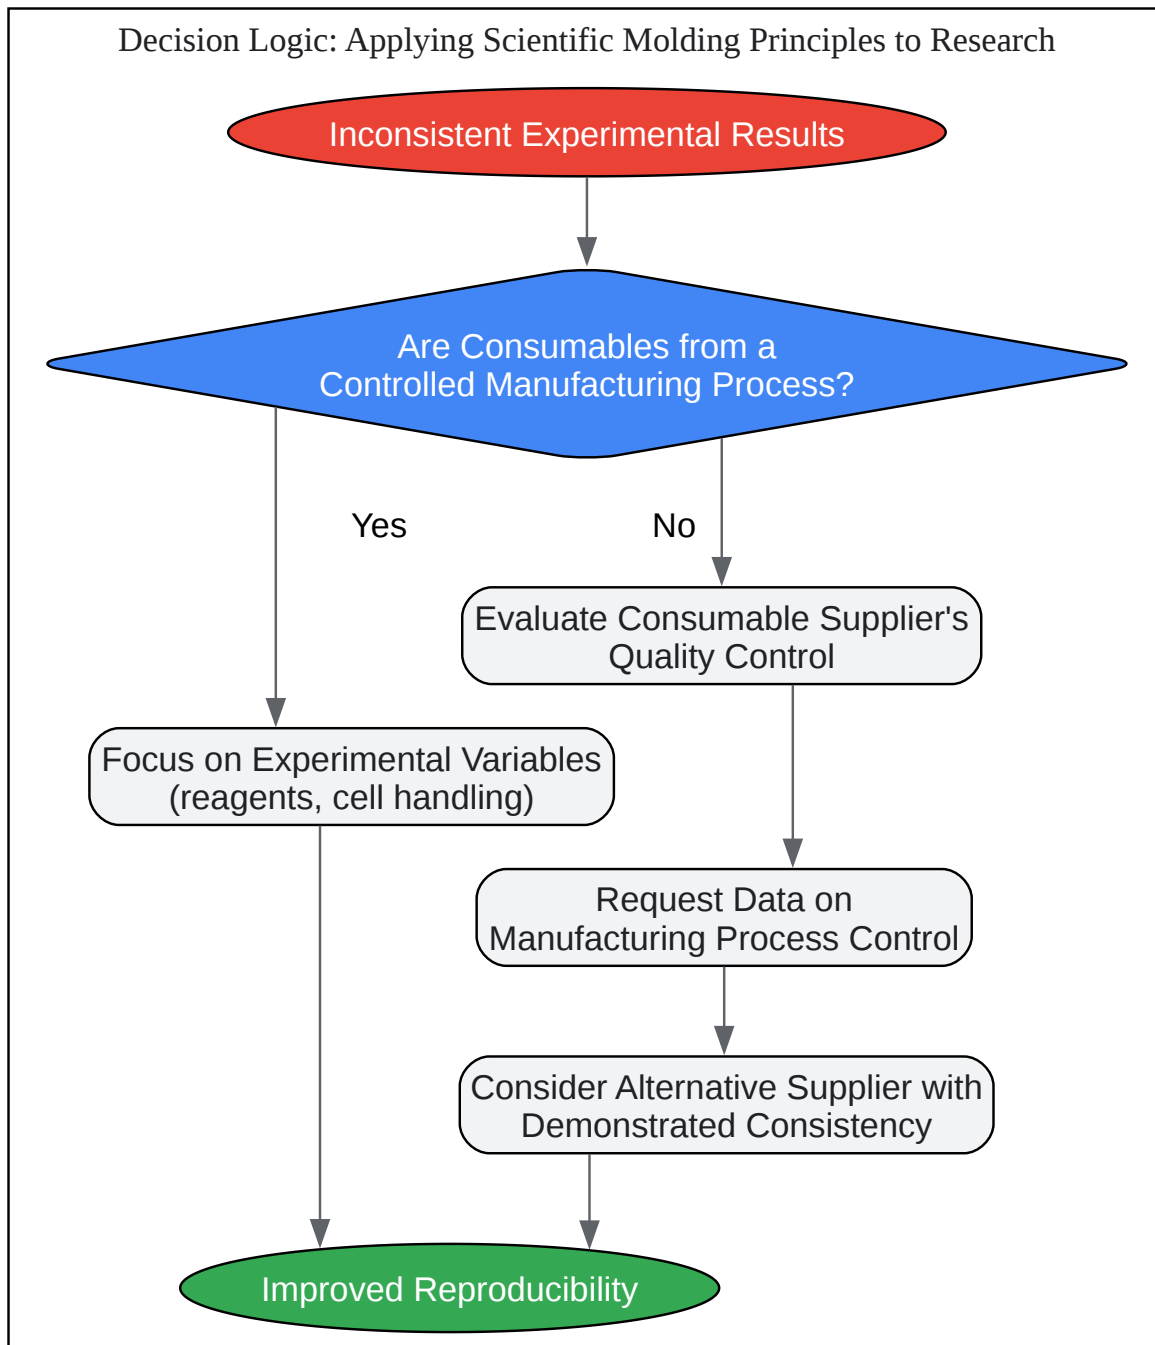 Decision Logic: Applying Scientific Molding Principles to Research
Inconsistent Experimental Results
Are Consumables from a
Controlled Manufacturing Process?
Yes
No
Evaluate Consumable Supplier's
Quality Control
Focus on Experimental Variables
(reagents, cell handling)
Request Data on
Manufacturing Process Control
Consider Alternative Supplier with
Demonstrated Consistency
Improved Reproducibility